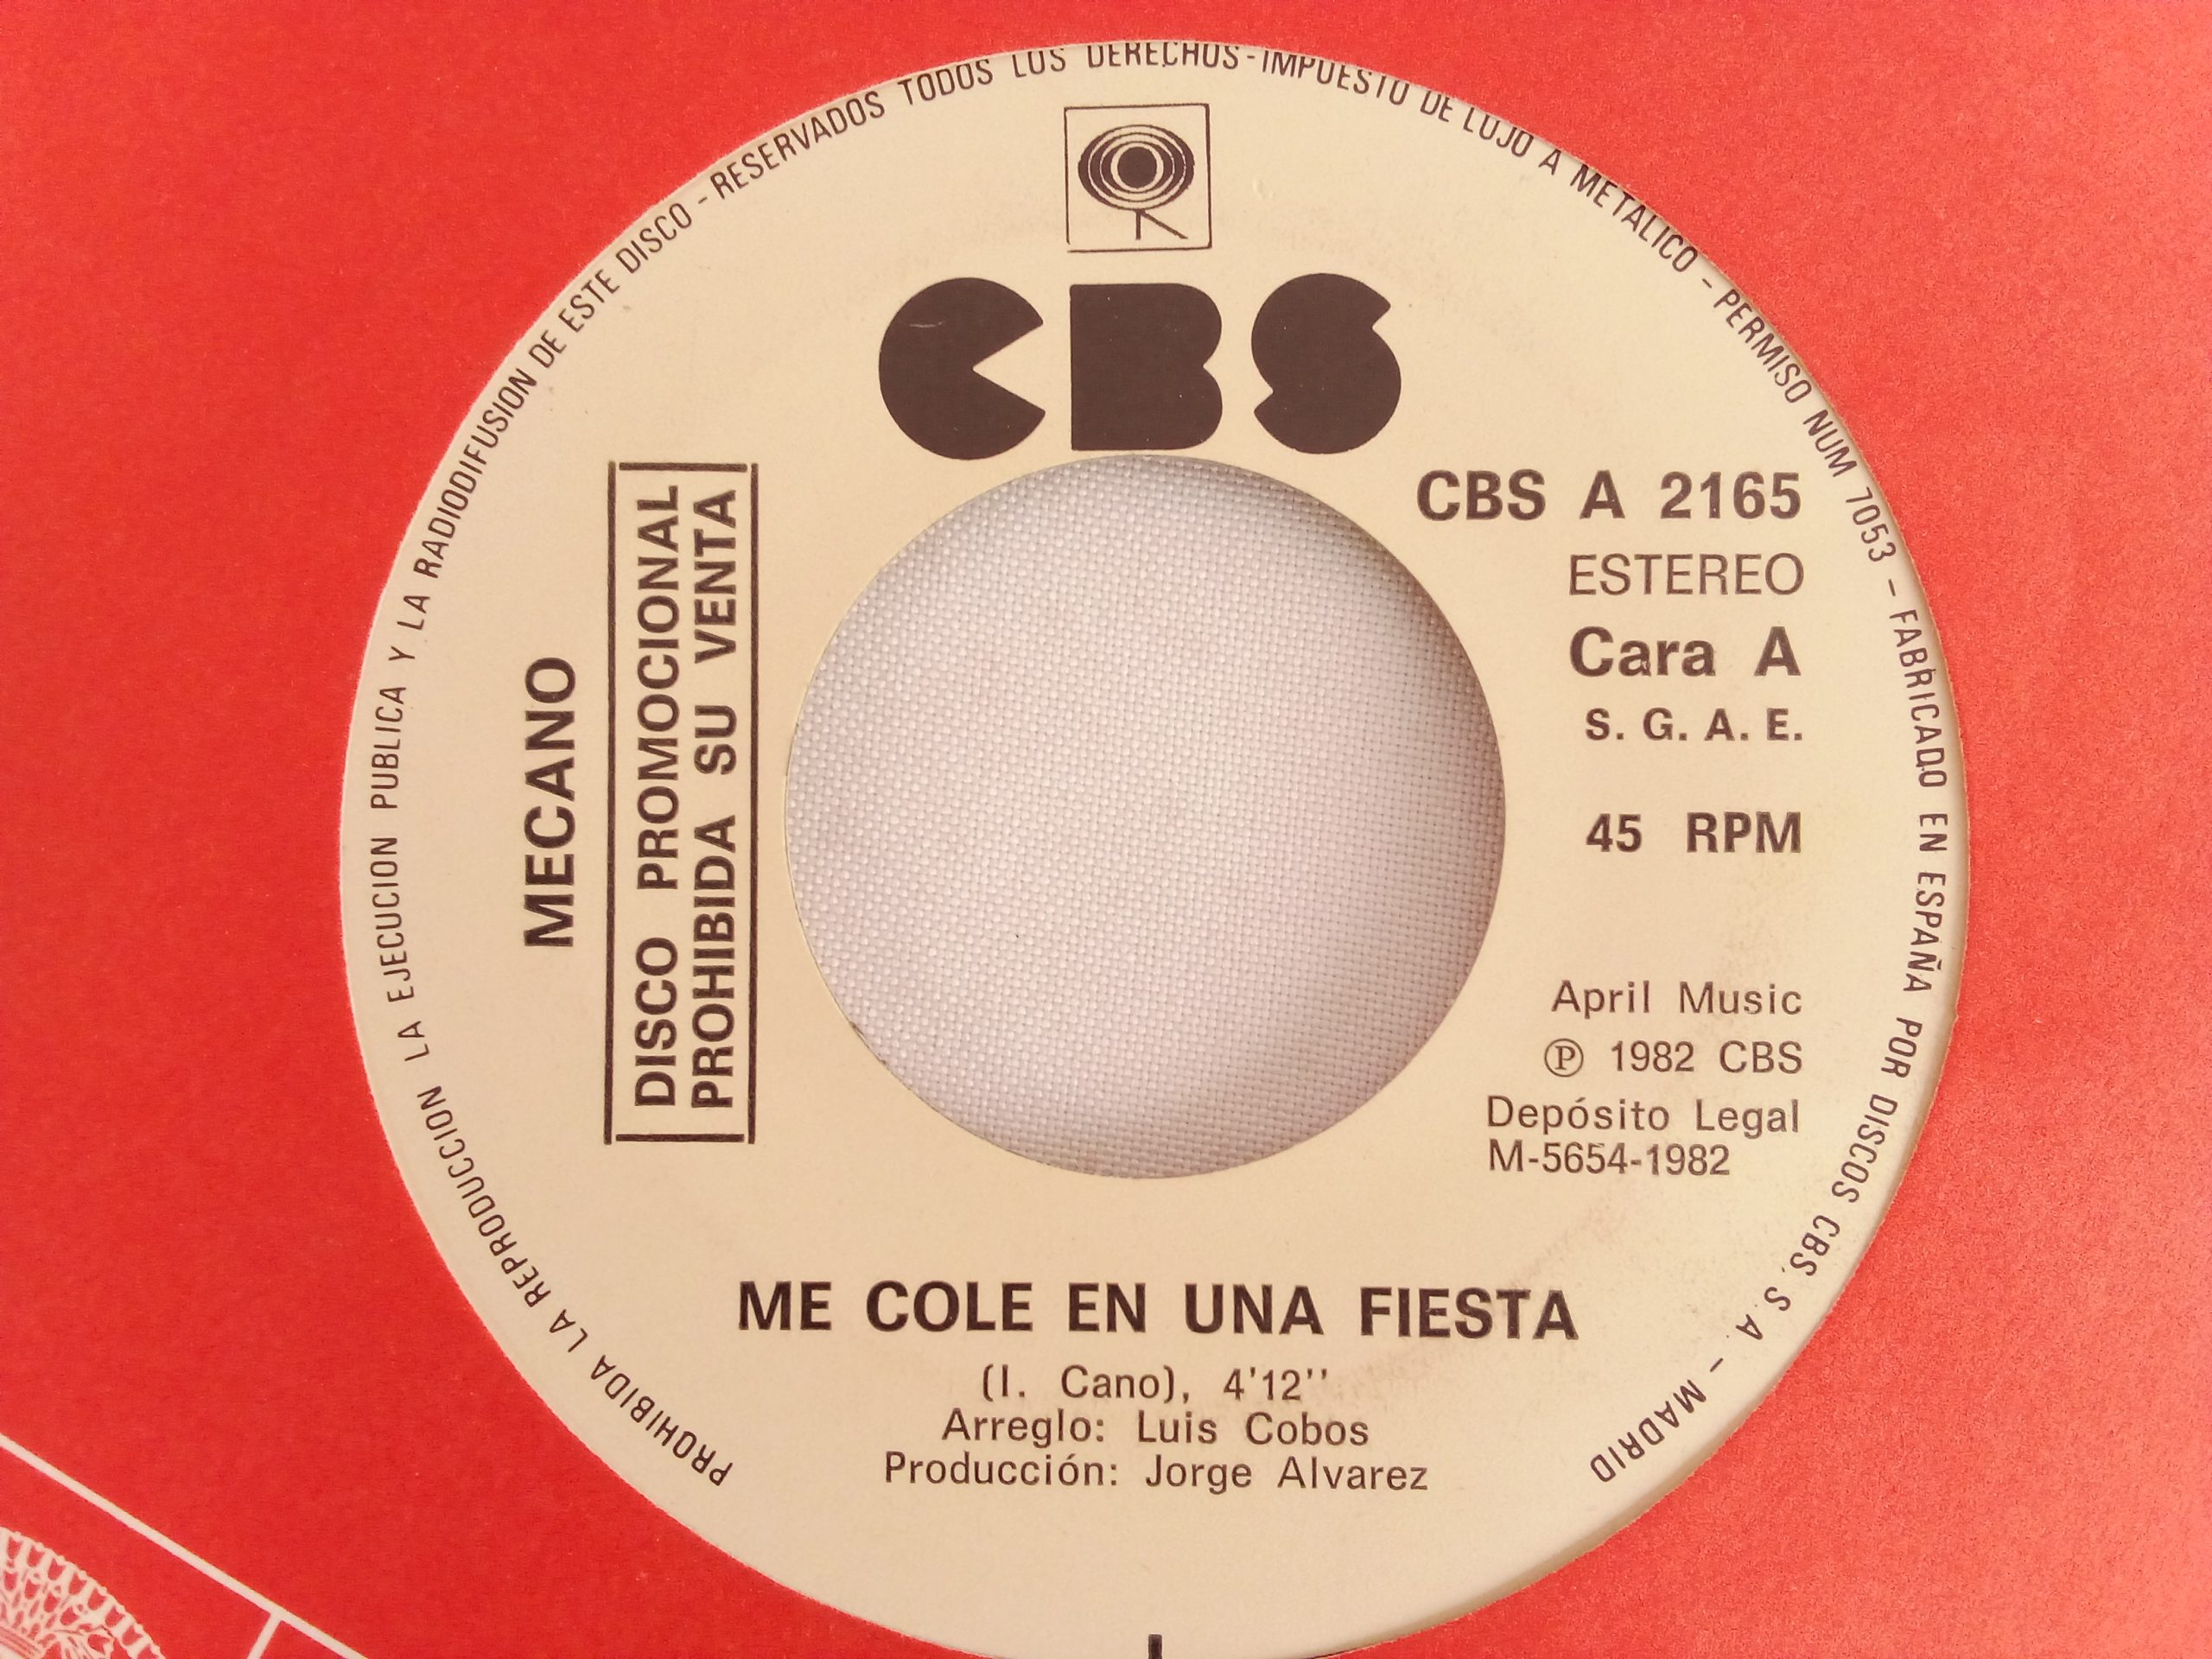 PROHIBIDA LA REPRODUCCION LA EJECUCION PUBLICA Y LA RADIODIFUSION DE ESTE DISCO - RESERVADOS TODOS LOS DERECHOS - IMPUESTO DE LUJO A METALICO - PERMISO NUM 7053 - FABRICADO EN ESPAÑA POR DISCOS CBS. S. A. - MADRID
CBS
CBS A 2165
ESTEREO
Cara A
S. G. A. E.
45 RPM
MECANO
DISCO PROMOCIONAL
PROHIBIDA SU VENTA
April Music
℗ 1982 CBS
Depósito Legal
M-5654-1982
ME COLE EN UNA FIESTA
(I. Cano), 4'12''
Arreglo: Luis Cobos
Producción: Jorge Alvarez